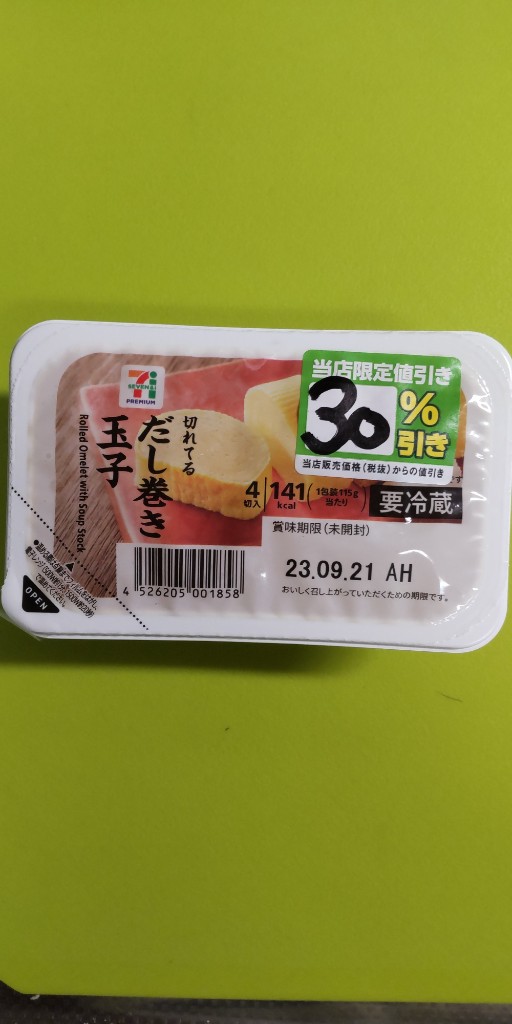 当店限定値引き
30%引き
当店販売価格(税抜)からの値引き
SEVEN&i
PREMIUM
切れてる
だし巻き
玉子
Rolled Omelet with Soup Stock
4切入
141kcal
(1包装115g当たり)
要冷蔵
賞味期限(未開封)
23.09.21 AH
おいしく召し上がっていただくための期限です。
4 526205 001858
OPEN